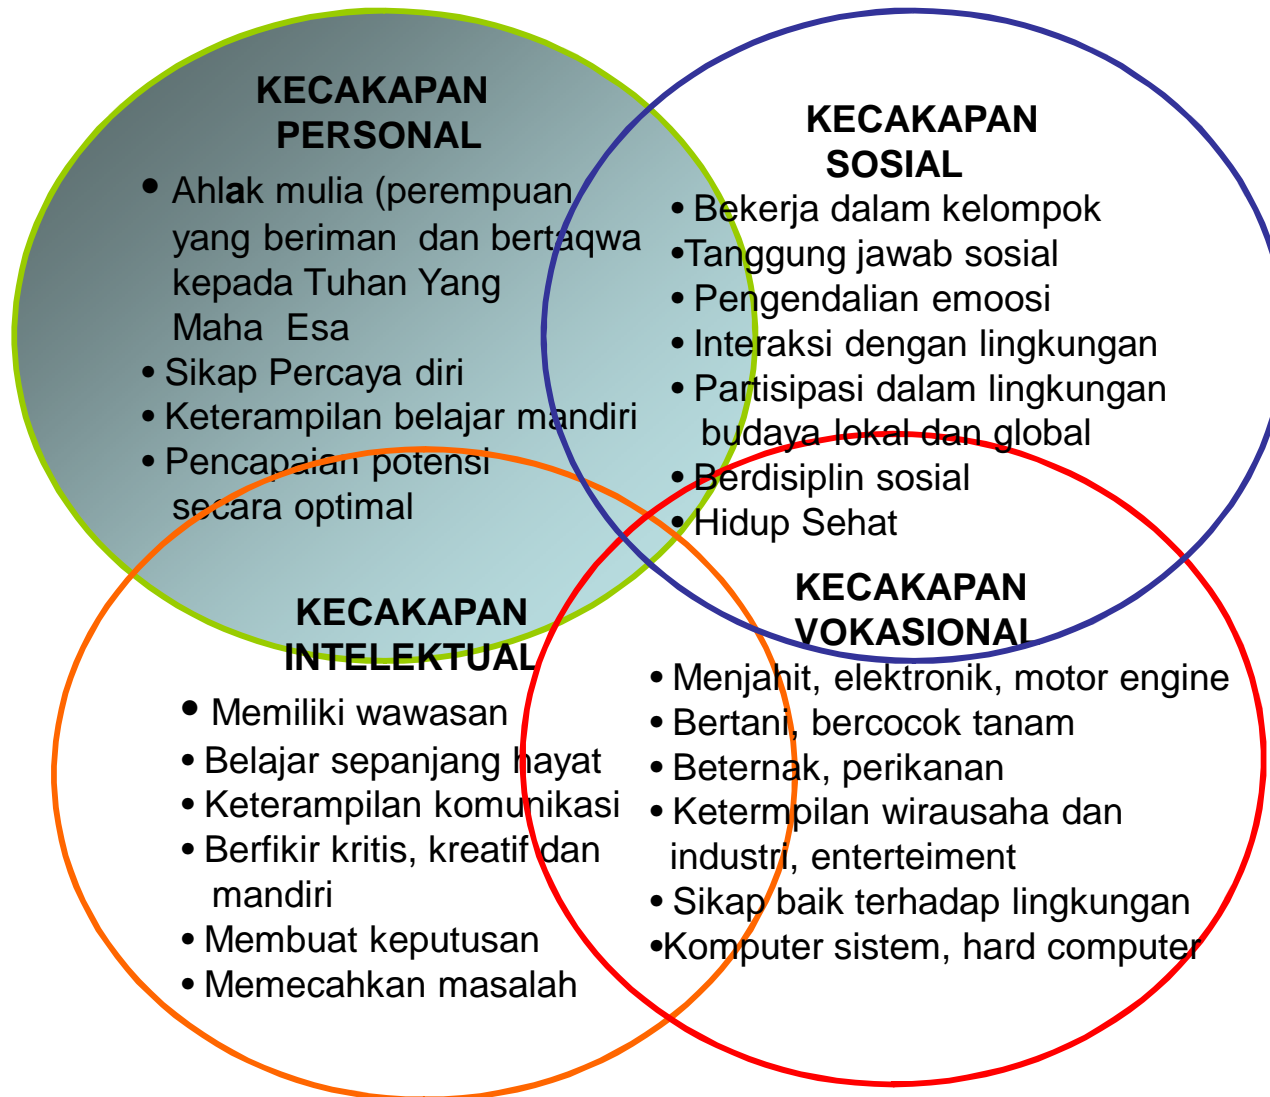 KECAKAPAN
PERSONAL
• Ahlak mulia (perempuan
yang beriman dan bertaqwa
kepada Tuhan Yang
Maha Esa
• Sikap Percaya diri
• Keterampilan belajar mandiri
• Pencapaian potensi
secara optimal
KECAKAPAN
SOSIAL
• Bekerja dalam kelompok
•Tanggung jawab sosial
• Pengendalian emoosi
• Interaksi dengan lingkungan
• Partisipasi dalam lingkungan
budaya lokal dan global
• Berdisiplin sosial
• Hidup Sehat
KECAKAPAN
INTELEKTUAL
• Memiliki wawasan
• Belajar sepanjang hayat
• Keterampilan komunikasi
• Berfikir kritis, kreatif dan
mandiri
• Membuat keputusan
• Memecahkan masalah
KECAKAPAN
VOKASIONAL
• Menjahit, elektronik, motor engine
• Bertani, bercocok tanam
• Beternak, perikanan
• Ketermpilan wirausaha dan
industri, enterteiment
• Sikap baik terhadap lingkungan
•Komputer sistem, hard computer